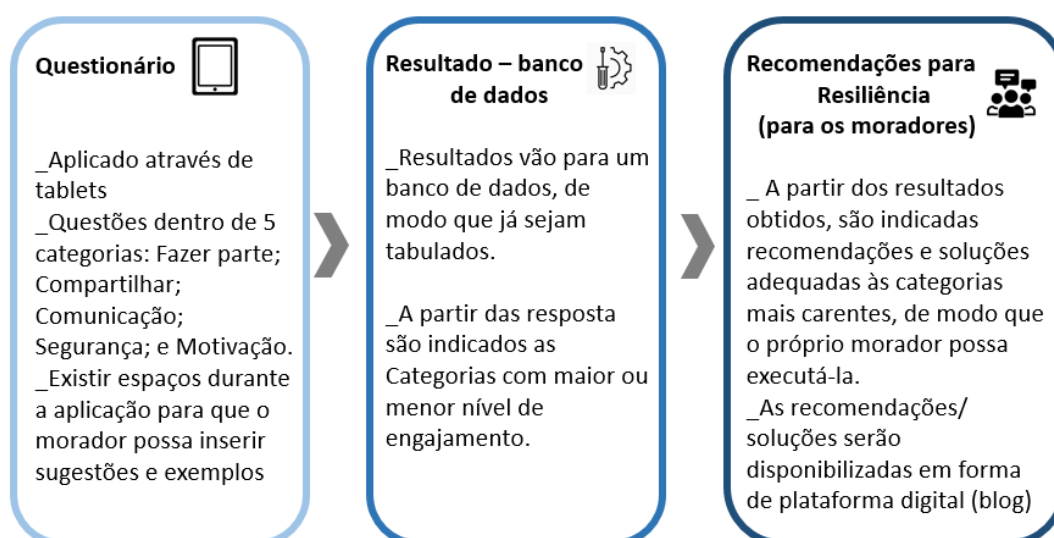 Questionário
_Aplicado através de
tablets
_Questões dentro de 5
categorias: Fazer parte;
Compartilhar;
Comunicação;
Segurança; e Motivação.
_Existir espaços durante
a aplicação para que o
morador possa inserir
sugestões e exemplos
Resultado – banco
de dados
_Resultados vão para um
banco de dados, de
modo que já sejam
tabulados.
_A partir das resposta
são indicados as
Categorias com maior ou
menor nível de
engajamento.
Recomendações para
Resiliência
(para os moradores)
_ A partir dos resultados
obtidos, são indicadas
recomendações e soluções
adequadas às categorias
mais carentes, de modo que
o próprio morador possa
executá-la.
_As recomendações/
soluções serão
disponibilizadas em forma
de plataforma digital (blog)